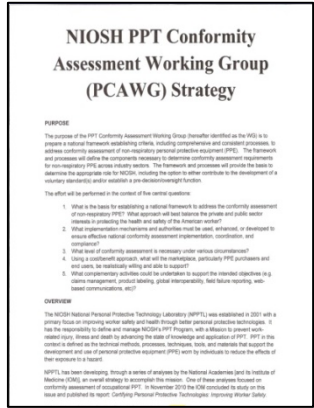 NIOSH PPT Conformity
Assessment Working Group
(PCAWG) Strategy
PURPOSE
The purpose of the PPT Conformity Assessment Working Group (hereafter identified as the WG) is to
prepare a national framework establishing criteria, including comprehensive and consistent processes, to
address conformity assessment of non-respiratory personal protective equipment (PPE). The framework
and processes will define the components necessary to determine conformity assessment requirements
for non-respiratory PPE across industry sectors. The framework and processes will provide the basis to
determine the appropriate role for NIOSH, including the option to either contribute to the development of a
voluntary standard(s) and/or establish a pre-decision/oversight function.
The effort will be performed in the context of five central questions:
1. What is the basis for establishing a national framework to address the conformity assessment
of non-respiratory PPE? What approach will best balance the private and public sector
interests in protecting the health and safety of the American worker?
2. What implementation mechanisms and authorities must be used, enhanced, or developed to
ensure effective national conformity assessment implementation, coordination, and
compliance?
3. What level of conformity assessment is necessary under various circumstances?
4. Using a cost/benefit approach, what will the marketplace, particularly PPE purchasers and
end users, be realistically willing and able to support?
5. What complementary activities could be undertaken to support the intended objectives (e.g.
claims management, product labeling, global interoperability, field failure reporting, web-
based communications, etc)?
OVERVIEW
The NIOSH National Personal Protective Technology Laboratory (NPPTL) was established in 2001 with a
primary focus on improving worker safety and health through better personal protective technologies. It
has the responsibility to define and manage NIOSH's PPT Program, with a Mission to prevent work-
related injury, illness and death by advancing the state of knowledge and application of PPT. PPT in this
context is defined as the technical methods, processes, techniques, tools, and materials that support the
development and use of personal protective equipment (PPE) worn by individuals to reduce the effects of
their exposure to a hazard.
NPPTL has been developing, through a series of analyses by the National Academies (and its Institute of
Medicine (IOM)), an overall strategy to accomplish this mission. One of these analyses focused on
conformity assessment of occupational PPT. In November 2010 the IOM concluded its study on this
issue and published its report: Certifying Personal Protective Technologies: Improving Worker Safety.